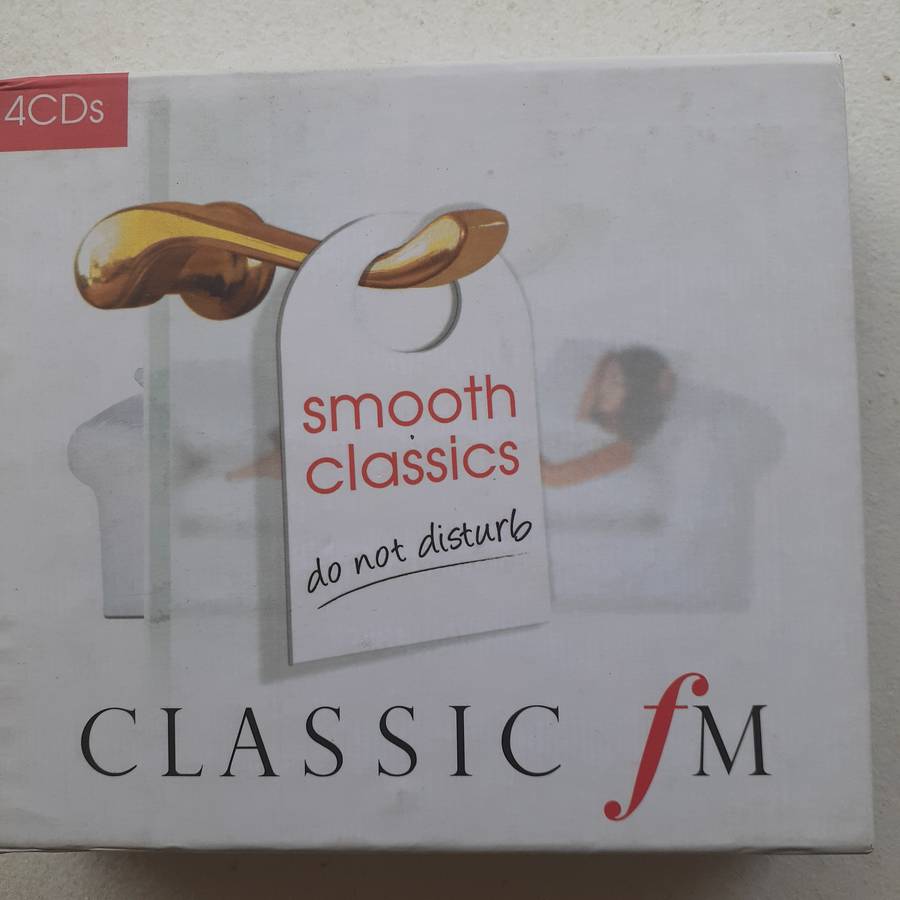 4CDs
smooth
classics
do not disturb
CLASSIC fM